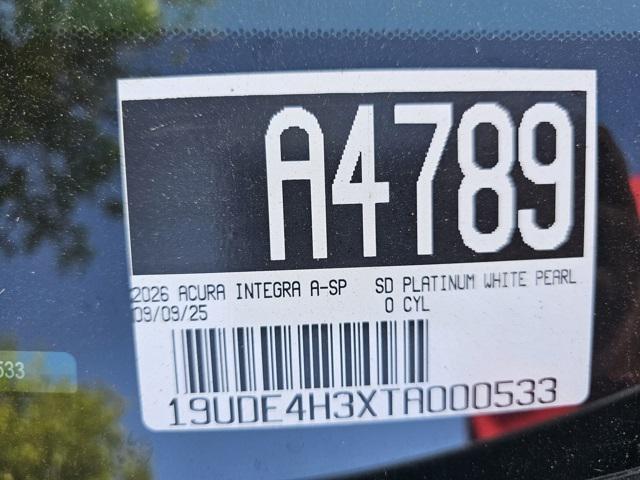 A4789
2026 ACURA INTEGRA A-SP SD PLATINUM WHITE PEARL
09/09/25 0 CYL
19UDE4H3XTA000533
533